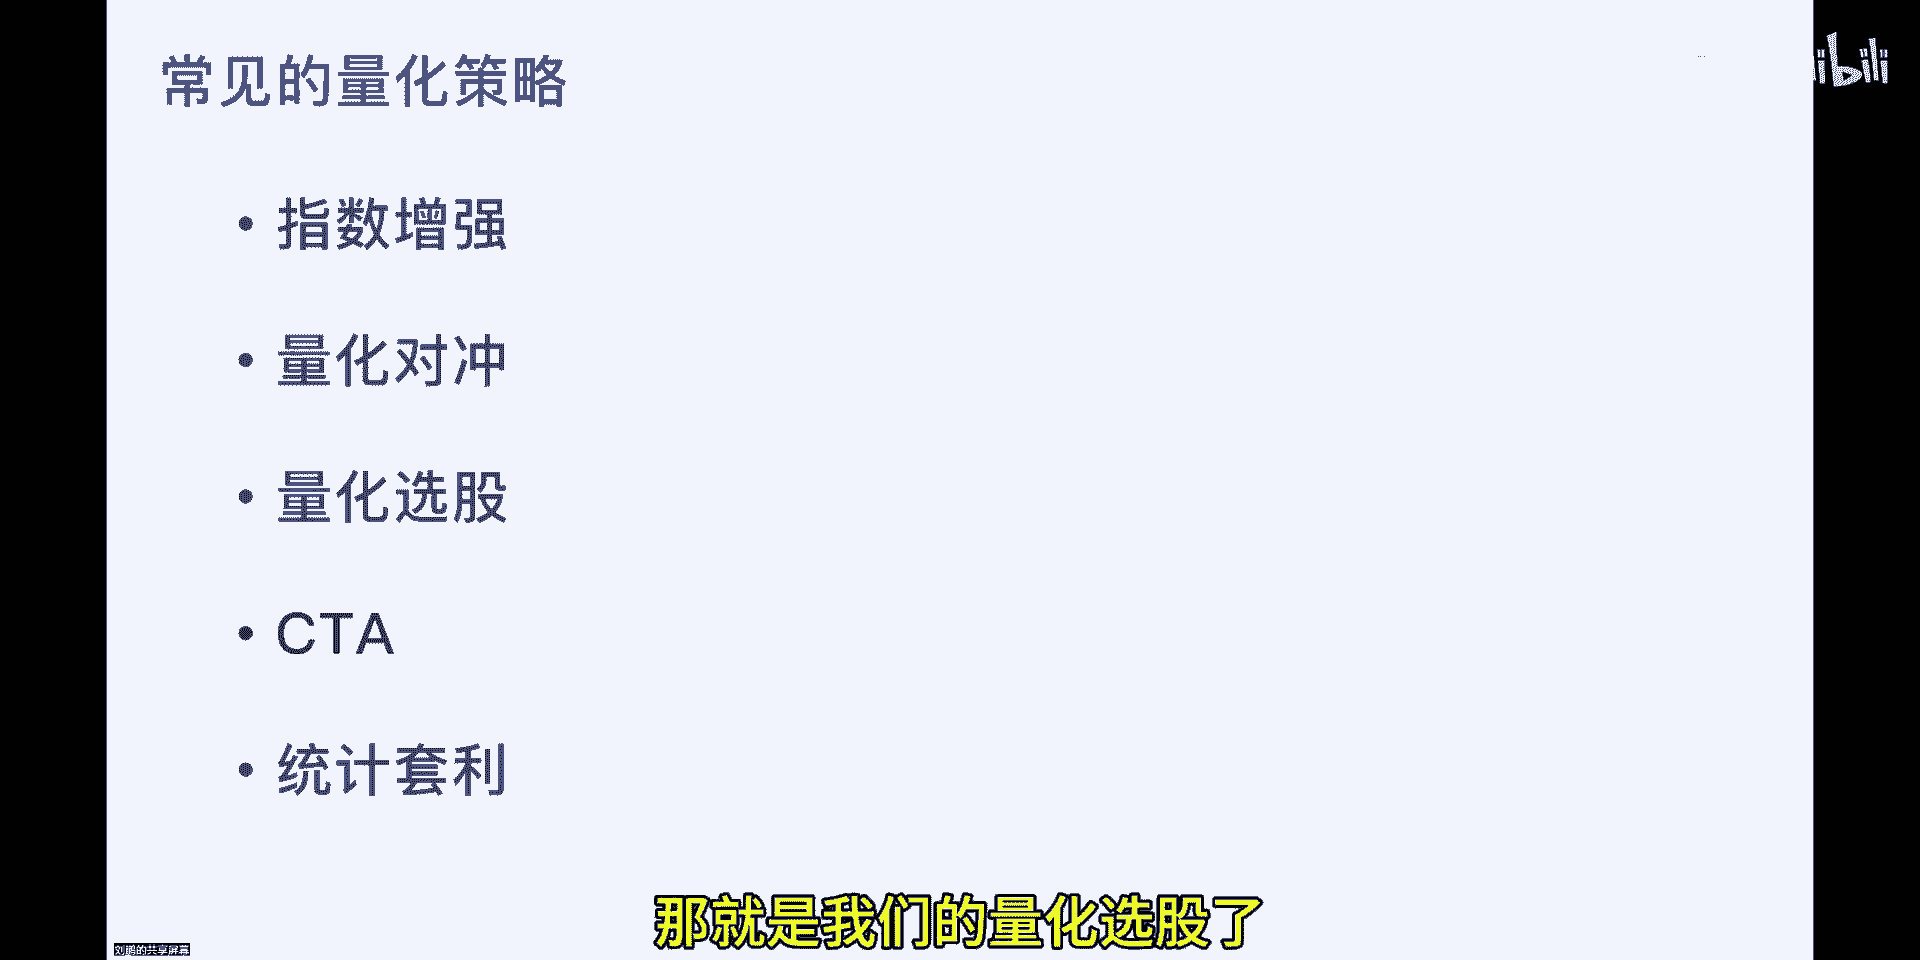 常见的量化策略
ibili
• 指数增强
• 量化对冲
• 量化选股
• CTA
• 统计套利
那就是我们的量化选股了
刘鹏的共享屏幕